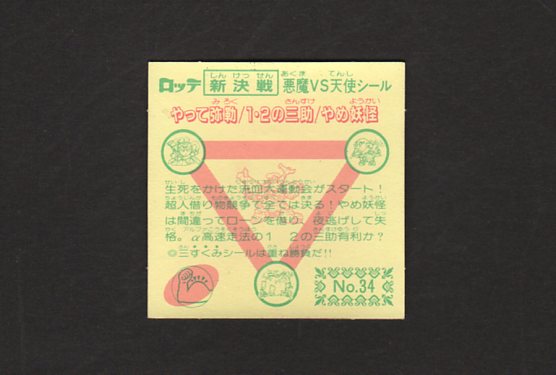 ロッテ 新決戦 悪魔VS天使シール
やって弥勒/1・2の三助/やめ妖怪
生死をかけた流血大運動会がスタート!
超人借り物競争で全ては決る!やめ妖怪
は間違ってローンを借り、夜逃げして失
格。α高速走法の1 2の三助有利か?
◎三すくみシールは重ね勝負だ!!
No.34